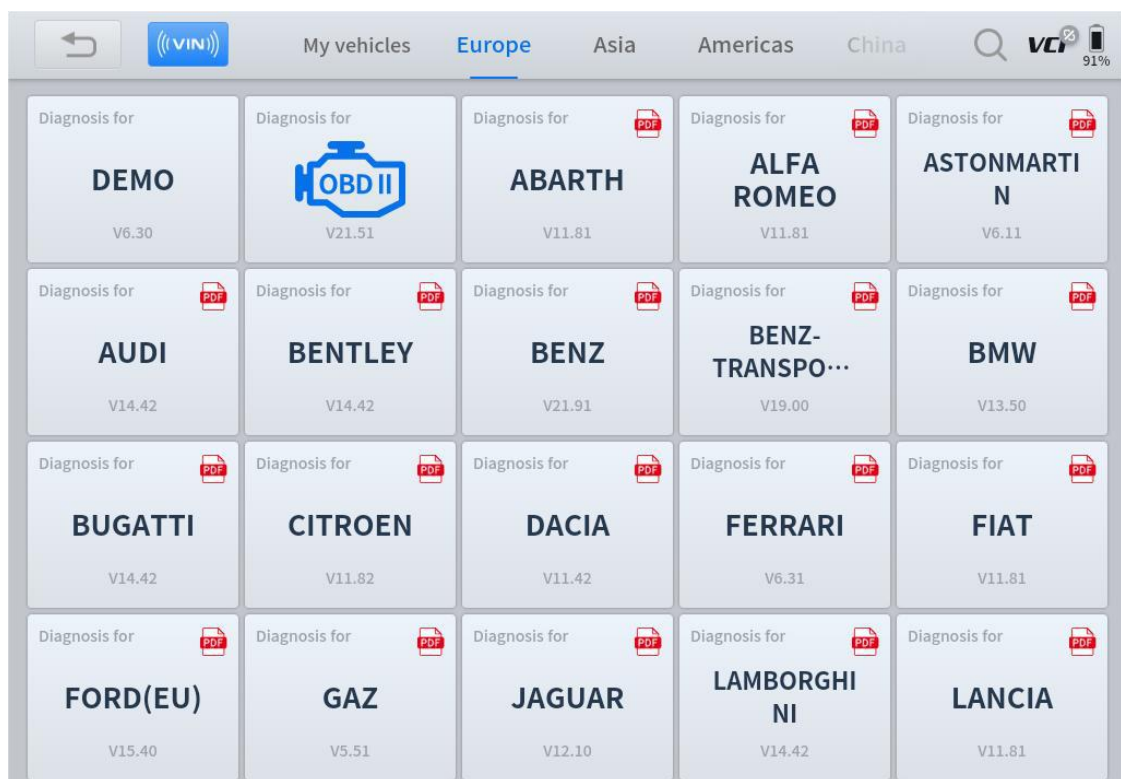 ((VIN)) My vehicles Europe Asia Americas China VCI 91%
Diagnosis for Diagnosis for Diagnosis for PDF Diagnosis for PDF Diagnosis for PDF
DEMO OBD II ABARTH ALFA ROMEO ASTONMARTI
N
V6.30 V21.51 V11.81 V11.81 V6.11
Diagnosis for PDF Diagnosis for PDF Diagnosis for PDF Diagnosis for PDF Diagnosis for PDF
AUDI BENTLEY BENZ BENZ-
TRANSPO··· BMW
V14.42 V14.42 V21.91 V19.00 V13.50
Diagnosis for PDF Diagnosis for PDF Diagnosis for PDF Diagnosis for PDF Diagnosis for PDF
BUGATTI CITROEN DACIA FERRARI FIAT
V14.42 V11.82 V11.42 V6.31 V11.81
Diagnosis for PDF Diagnosis for PDF Diagnosis for PDF Diagnosis for PDF Diagnosis for PDF
FORD(EU) GAZ JAGUAR LAMBORGHI
NI LANCIA
V15.40 V5.51 V12.10 V14.42 V11.81